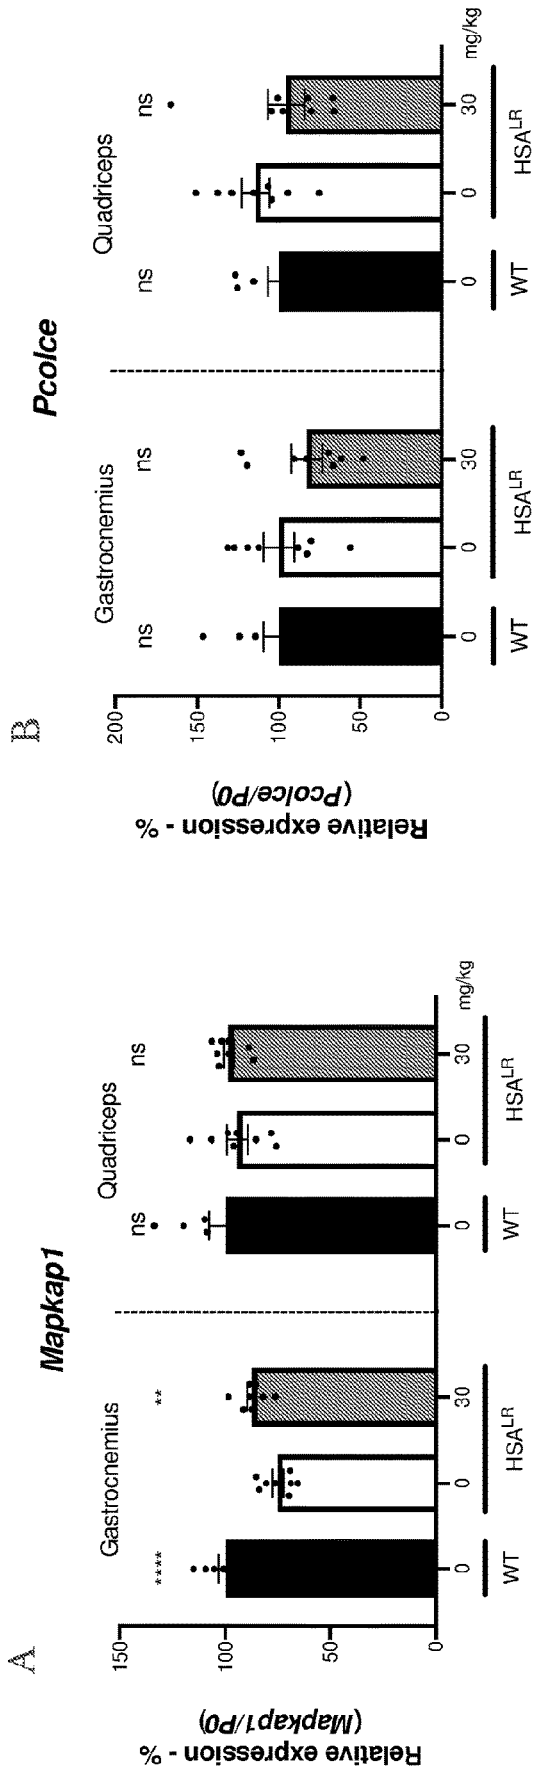 A
Mapkap1
Gastrocnemius
Quadriceps
****
**
ns
ns
Relative expression - %
(Mapkap1/P0)
150
100
50
0
0
0
30
0
0
30
mg/kg
WT
HSALR
WT
HSALR
B
Pcolce
Gastrocnemius
Quadriceps
ns
ns
ns
ns
Relative expression - %
(Pcolce/P0)
200
150
100
50
0
0
0
30
0
0
30
mg/kg
WT
HSALR
WT
HSALR